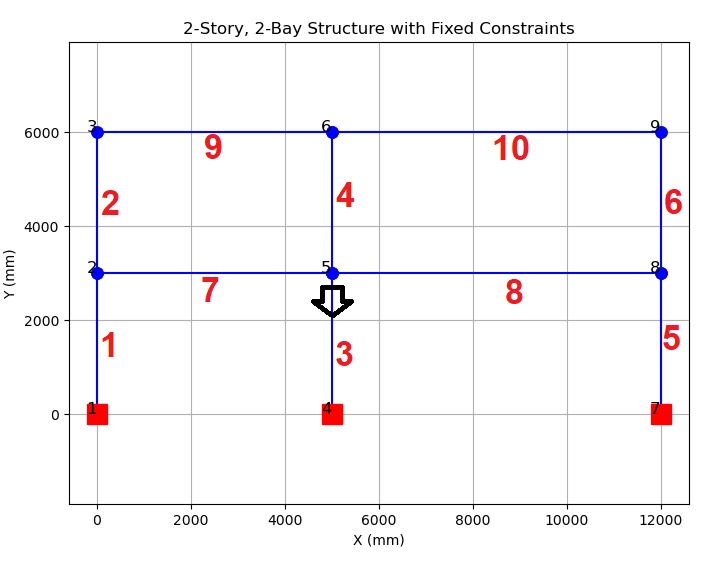 2-Story, 2-Bay Structure with Fixed Constraints
3 6 9
6000
9 10
2 4 6
4000
2 5 8
7 8
2000
1 3 5
1 4 7
0
0 2000 4000 6000 8000 10000 12000
X (mm)
Y (mm)